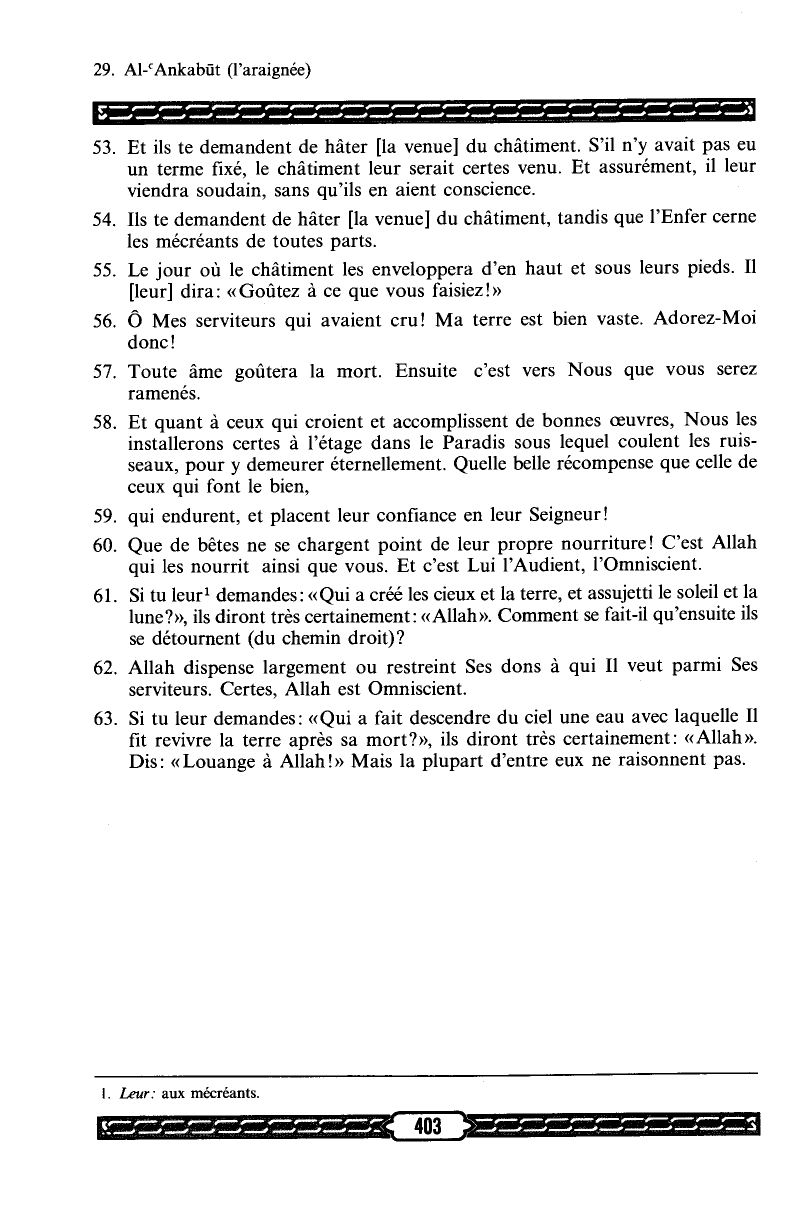 29. Al-ʿAnkabūt (l'araignée)
53. Et ils te demandent de hâter [la venue] du châtiment. S'il n'y avait pas eu
un terme fixé, le châtiment leur serait certes venu. Et assurément, il leur
viendra soudain, sans qu'ils en aient conscience.
54. Ils te demandent de hâter [la venue] du châtiment, tandis que l'Enfer cerne
les mécréants de toutes parts.
55. Le jour où le châtiment les enveloppera d'en haut et sous leurs pieds. Il
[leur] dira: «Goûtez à ce que vous faisiez!»
56. Ô Mes serviteurs qui avaient cru! Ma terre est bien vaste. Adorez-Moi
donc!
57. Toute âme goûtera la mort. Ensuite c'est vers Nous que vous serez
ramenés.
58. Et quant à ceux qui croient et accomplissent de bonnes œuvres, Nous les
installerons certes à l'étage dans le Paradis sous lequel coulent les ruis-
seaux, pour y demeurer éternellement. Quelle belle récompense que celle de
ceux qui font le bien,
59. qui endurent, et placent leur confiance en leur Seigneur!
60. Que de bêtes ne se chargent point de leur propre nourriture! C'est Allah
qui les nourrit ainsi que vous. Et c'est Lui l'Audient, l'Omniscient.
61. Si tu leur¹ demandes: «Qui a créé les cieux et la terre, et assujetti le soleil et la
lune?», ils diront très certainement: «Allah». Comment se fait-il qu'ensuite ils
se détournent (du chemin droit)?
62. Allah dispense largement ou restreint Ses dons à qui Il veut parmi Ses
serviteurs. Certes, Allah est Omniscient.
63. Si tu leur demandes: «Qui a fait descendre du ciel une eau avec laquelle Il
fit revivre la terre après sa mort?», ils diront très certainement: «Allah».
Dis: «Louange à Allah!» Mais la plupart d'entre eux ne raisonnent pas.
1. Leur: aux mécréants.
403